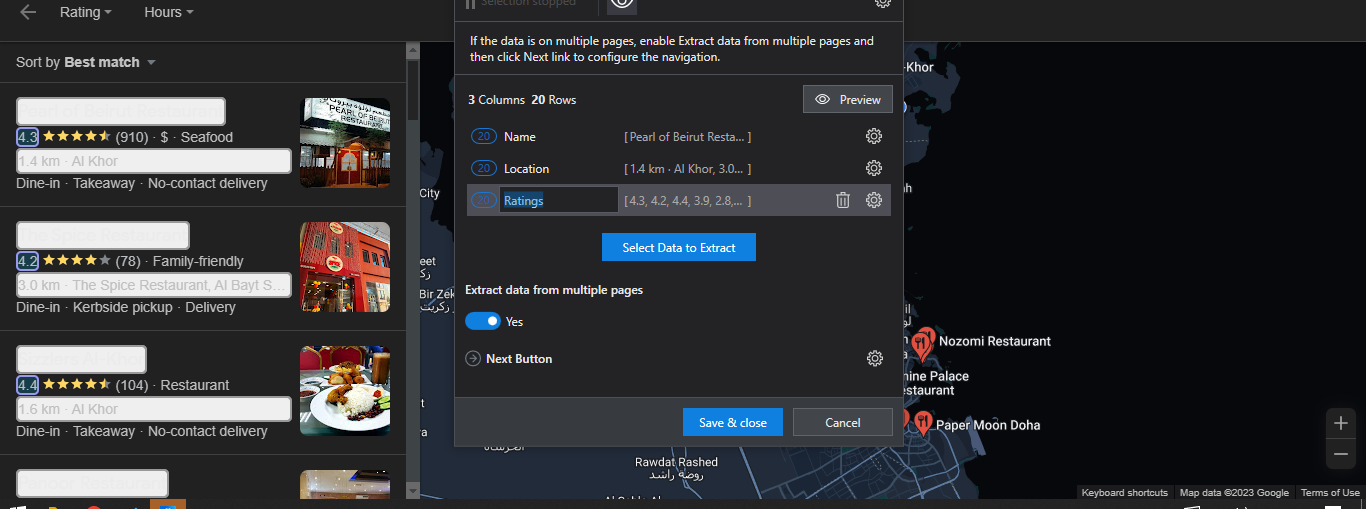 Rating
Hours
Selection stopped
If the data is on multiple pages, enable Extract data from multiple pages and
then click Next link to configure the navigation.
Sort by Best match
3 Columns 20 Rows
Preview
Pearl of Beirut Restaurant
4.3 (910) · $ · Seafood
1.4 km · Al Khor
Dine-in · Takeaway · No-contact delivery
PEARL OF BEIRUT
RESTAURANT
20 Name [Pearl of Beirut Resta... ]
20 Location [1.4 km · Al Khor, 3.0... ]
20 Ratings [4.3, 4.2, 4.4, 3.9, 2.8,... ]
Select Data to Extract
The Spice Restaurant
4.2 (78) · Family-friendly
3.0 km · The Spice Restaurant, Al Bayt S...
Dine-in · Kerbside pickup · Delivery
Extract data from multiple pages
Yes
Next Button
Sizzlers Al-Khor
4.4 (104) · Restaurant
1.6 km · Al Khor
Dine-in · Takeaway · No-contact delivery
Save & close
Cancel
-Khor
City
Nozomi Restaurant
nine Palace
estaurant
Paper Moon Doha
Rawdat Rashed
روضة راشد
Keyboard shortcuts
Map data ©2023 Google
Terms of Use